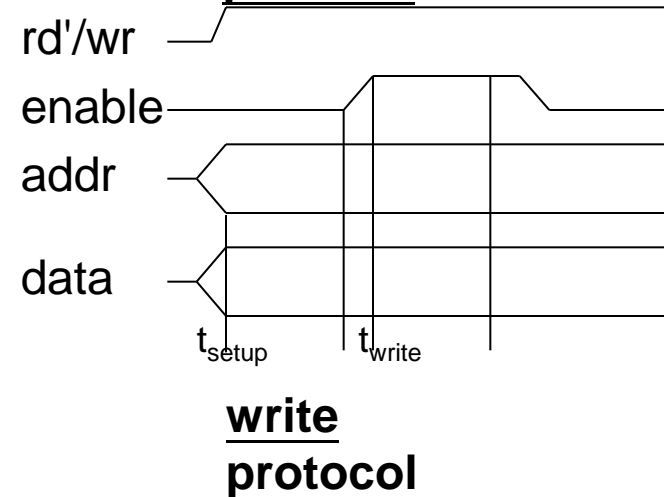 rd'/wr
enable
addr
data
tsetup twrite
write
protocol